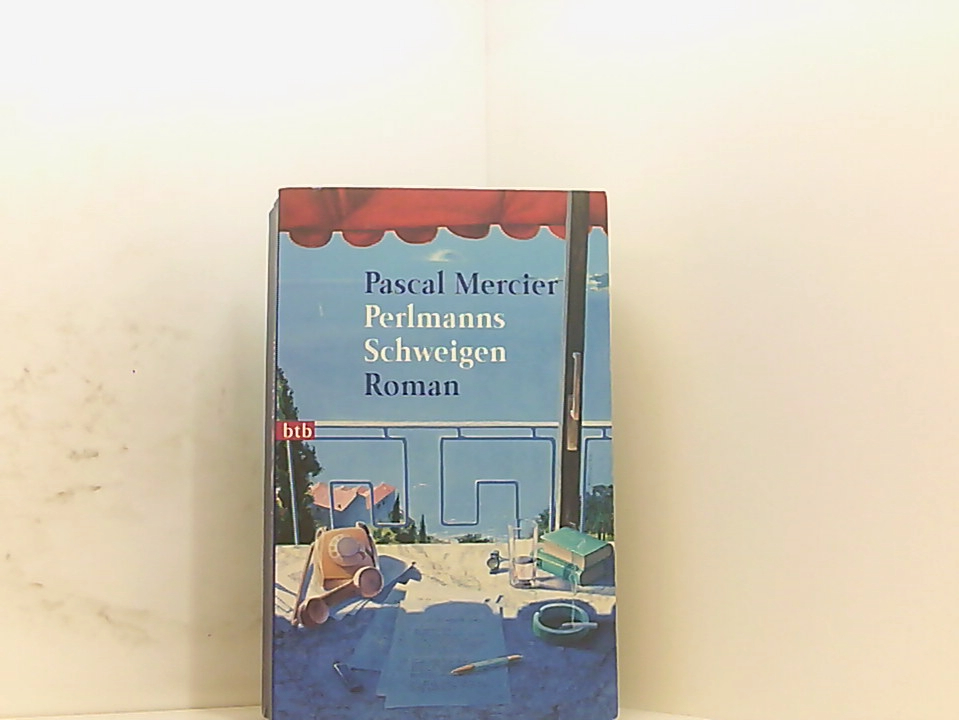 Pascal Mercier
Perlmanns
Schweigen
Roman
btb